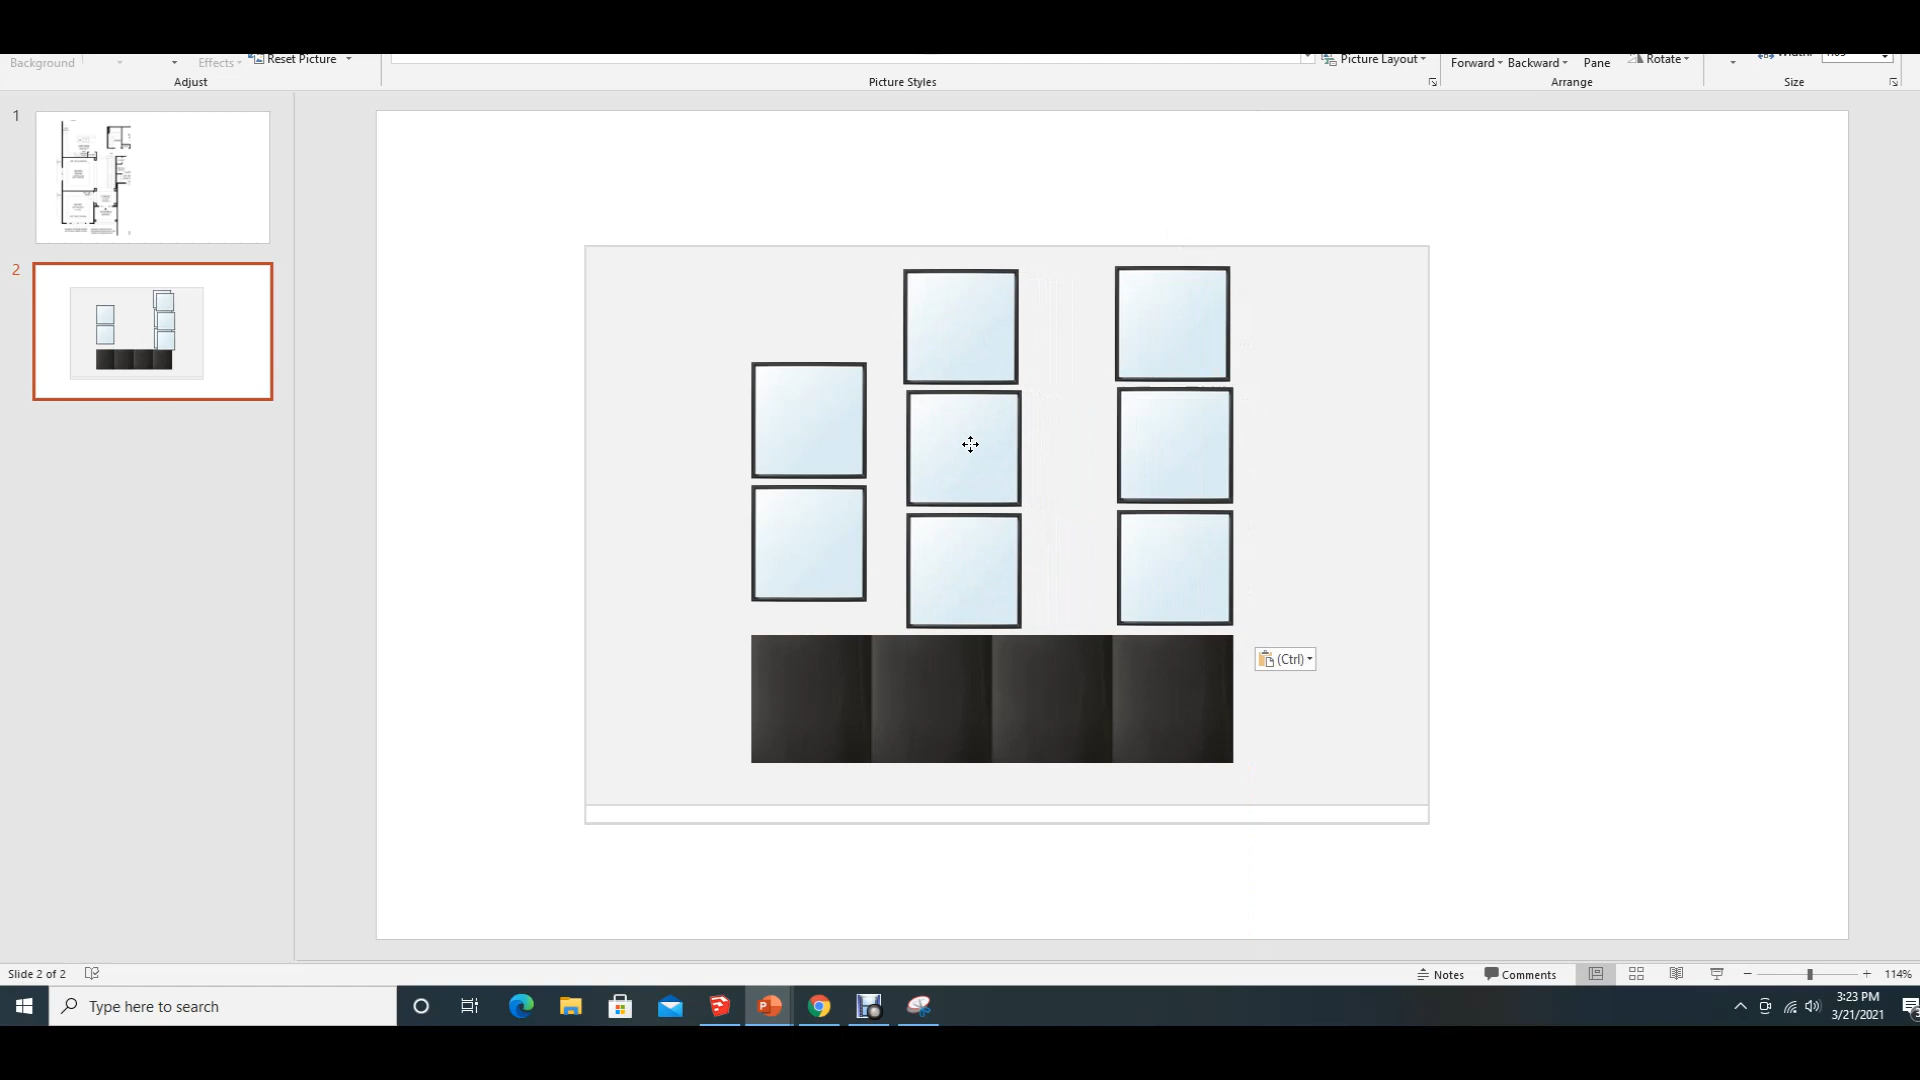 Background
Effects
Reset Picture
Picture Layout
Forward
Backward
Pane
Rotate
Adjust
Picture Styles
Arrange
Size
1
2
(Ctrl)
Slide 2 of 2
Notes
Comments
114%
Type here to search
3:23 PM
3/21/2021